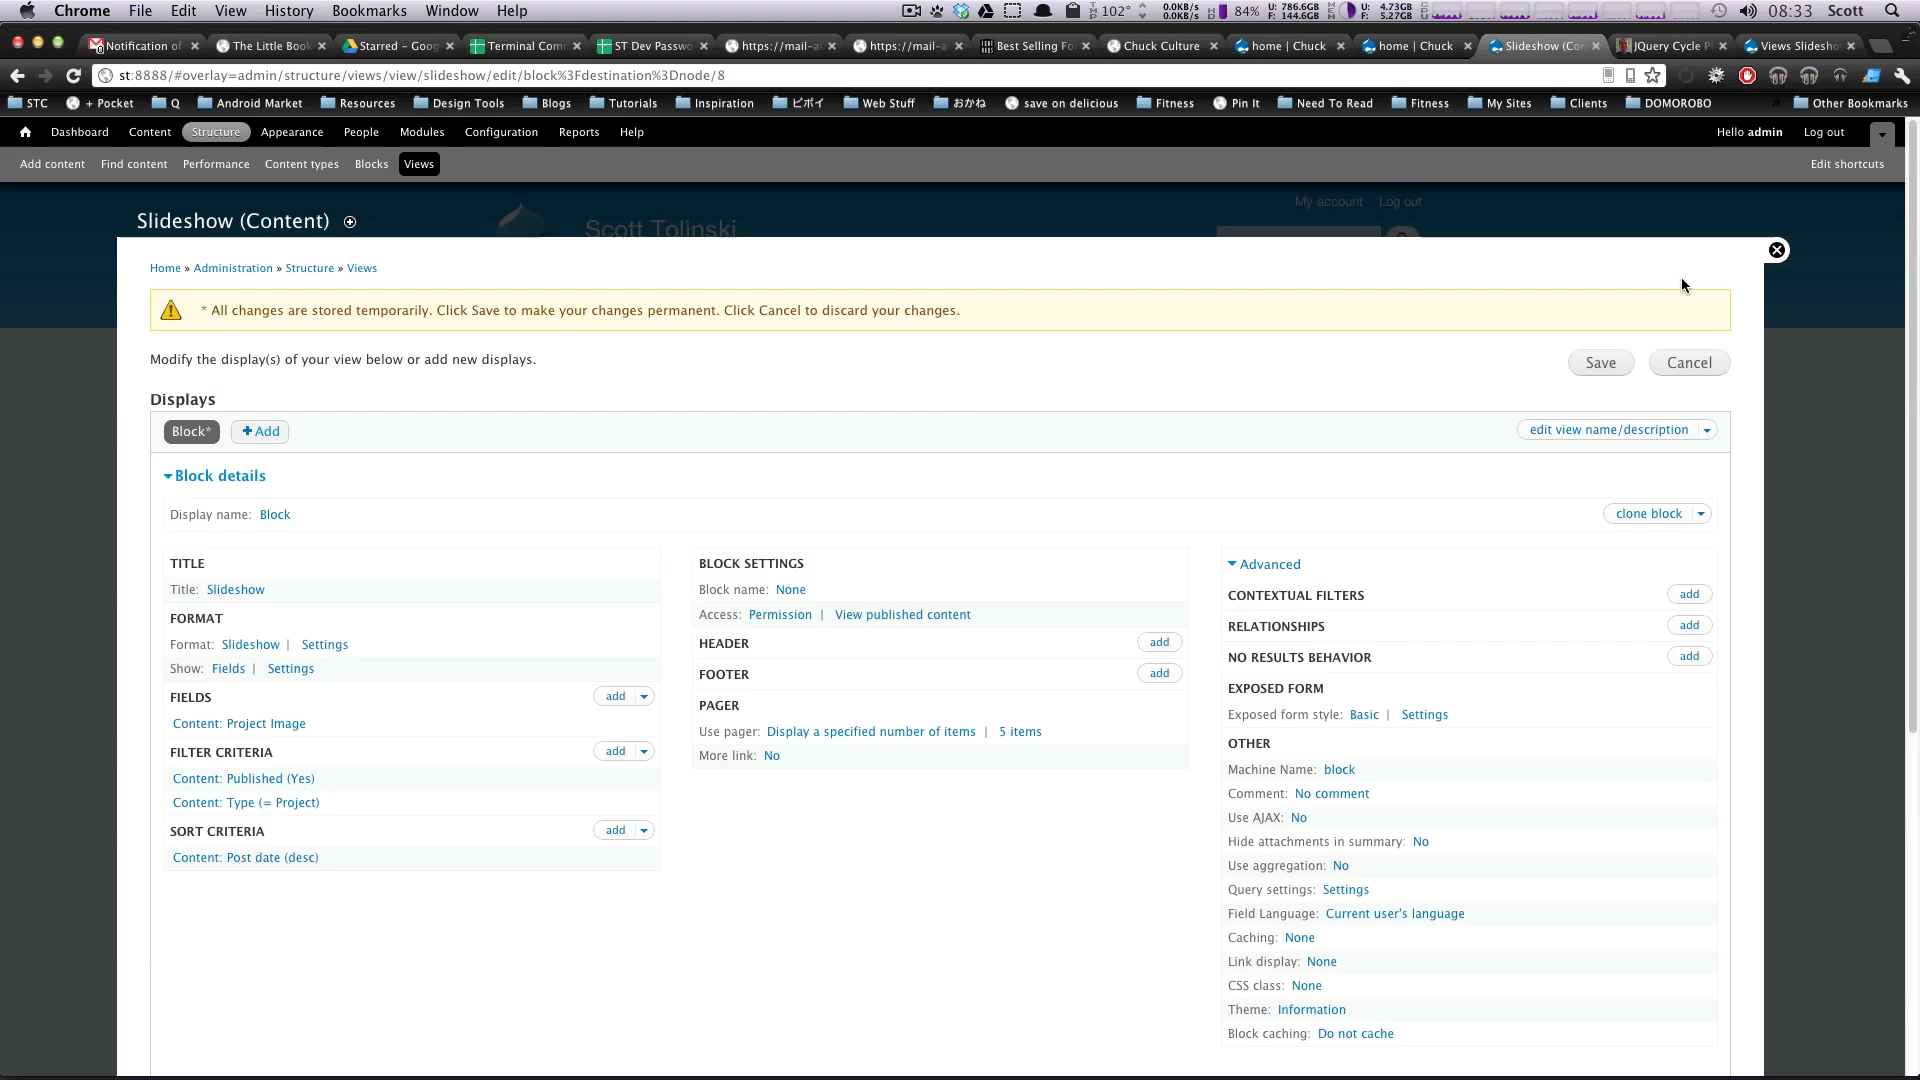 Chrome File Edit View History Bookmarks Window Help 102° 0.0KB/s 0.0KB/s 84% U: 786.6GB F: 144.6GB U: 4.73GB F: 5.27GB 08:33 Scott
Notification of The Little Book Starred - Goog Terminal Com ST Dev Passwo https://mail-a https://mail-a Best Selling Fo Chuck Culture home | Chuck home | Chuck Slideshow (Con JQuery Cycle Pl Views Slidesho
st:8888/#overlay=admin/structure/views/view/slideshow/edit/block%3Fdestination%3Dnode/8
STC + Pocket Q Android Market Resources Design Tools Blogs Tutorials Inspiration ビボイ Web Stuff おかね save on delicious Fitness Pin It Need To Read Fitness My Sites Clients DOMOROBO » Other Bookmarks
Dashboard Content Structure Appearance People Modules Configuration Reports Help Hello admin Log out
Add content Find content Performance Content types Blocks Views Edit shortcuts
My account Log out
Slideshow (Content) Scott Tolinski
Home » Administration » Structure » Views
* All changes are stored temporarily. Click Save to make your changes permanent. Click Cancel to discard your changes.
Modify the display(s) of your view below or add new displays. Save Cancel
Displays
Block* Add edit view name/description
Block details
Display name: Block clone block
TITLE
Title: Slideshow
FORMAT
Format: Slideshow | Settings
Show: Fields | Settings
FIELDS add
Content: Project Image
FILTER CRITERIA add
Content: Published (Yes)
Content: Type (= Project)
SORT CRITERIA add
Content: Post date (desc)
BLOCK SETTINGS
Block name: None
Access: Permission | View published content
HEADER add
FOOTER add
PAGER
Use pager: Display a specified number of items | 5 items
More link: No
Advanced
CONTEXTUAL FILTERS add
RELATIONSHIPS add
NO RESULTS BEHAVIOR add
EXPOSED FORM
Exposed form style: Basic | Settings
OTHER
Machine Name: block
Comment: No comment
Use AJAX: No
Hide attachments in summary: No
Use aggregation: No
Query settings: Settings
Field Language: Current user's language
Caching: None
Link display: None
CSS class: None
Theme: Information
Block caching: Do not cache